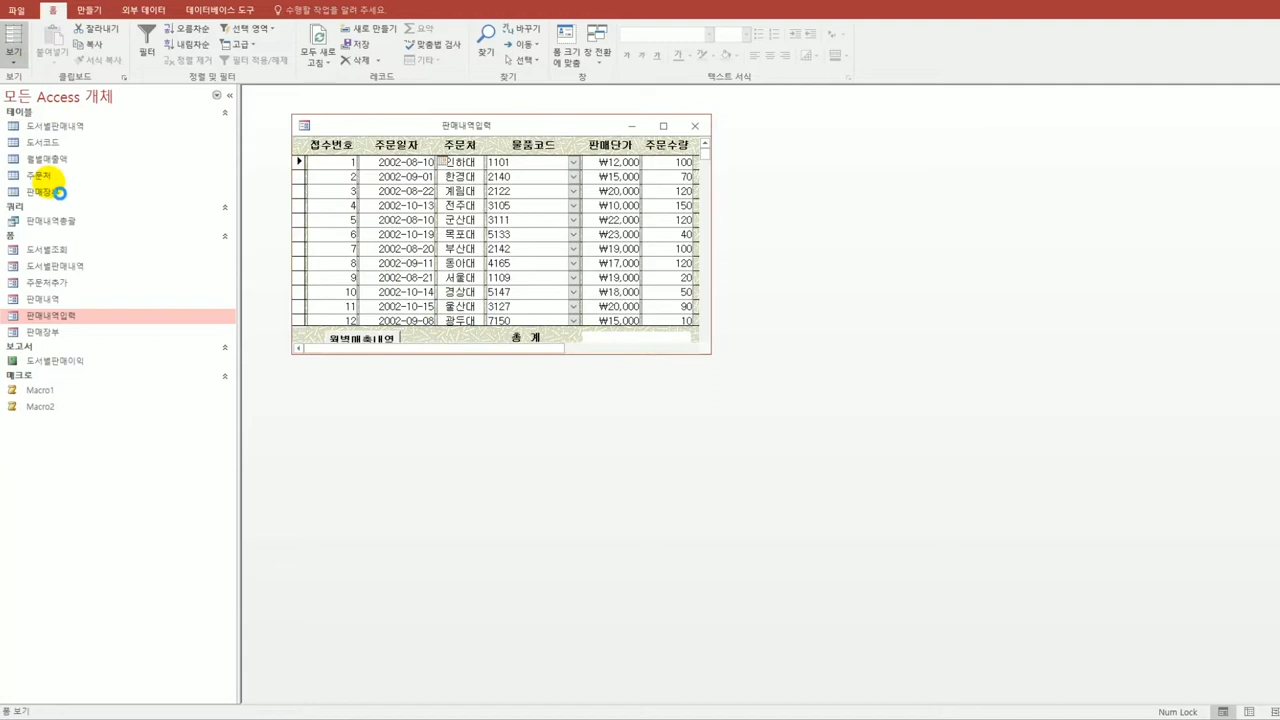 파일 홈 만들기 외부 데이터 데이터베이스 도구 수행할 작업을 알려 주세요.
보기 붙여넣기 잘라내기 복사 서식 복사 필터 오름차순 내림차순 정렬 제거 선택 영역 고급 필터 적용/해제 모두 새로 고침 새로 만들기 저장 삭제 요약 맞춤법 검사 기타 찾기 바꾸기 이동 선택 폼 크기에 맞춤 창 전환 가 가 가
보기 클립보드 정렬 및 필터 레코드 찾기 창 텍스트 서식
모든 Access 개체
테이블
도서별판매내역
도서코드
월별매출액
주문처
쿼리
판매내역총괄
폼
도서별조회
도서별판매내역
주문처추가
판매내역
판매내역입력
판매장부
보고서
도서별판매이익
매크로
Macro1
Macro2
판매내역입력
접수번호 주문일자 주문처 물품코드 판매단가 주문수량
1 2002-08-10 인하대 1101 ₩12,000 100
2 2002-09-01 한경대 2140 ₩15,000 70
3 2002-08-22 계림대 2122 ₩20,000 120
4 2002-10-13 전주대 3105 ₩10,000 150
5 2002-08-10 군산대 3111 ₩22,000 120
6 2002-10-19 목포대 5133 ₩23,000 40
7 2002-08-20 부산대 2142 ₩19,000 100
8 2002-09-11 동아대 4165 ₩17,000 120
9 2002-08-21 서울대 1109 ₩19,000 20
10 2002-10-14 경상대 5147 ₩18,000 50
11 2002-10-15 울산대 3127 ₩20,000 90
12 2002-09-08 광두대 7150 ₩15,000 10
월별매출내역 총 계
폼 보기 Num Lock